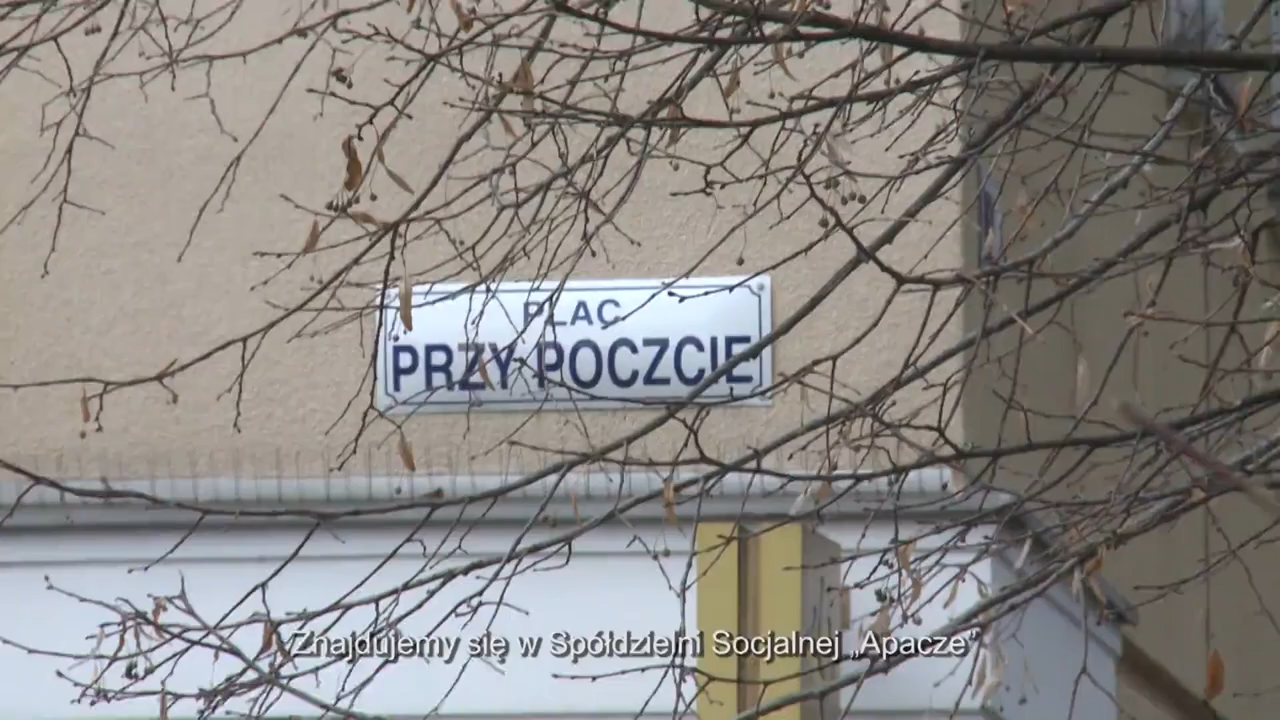 PLAC
PRZY POCZCIE
Znajdujemy się w Spółdzielni Socjalnej „Apacze”